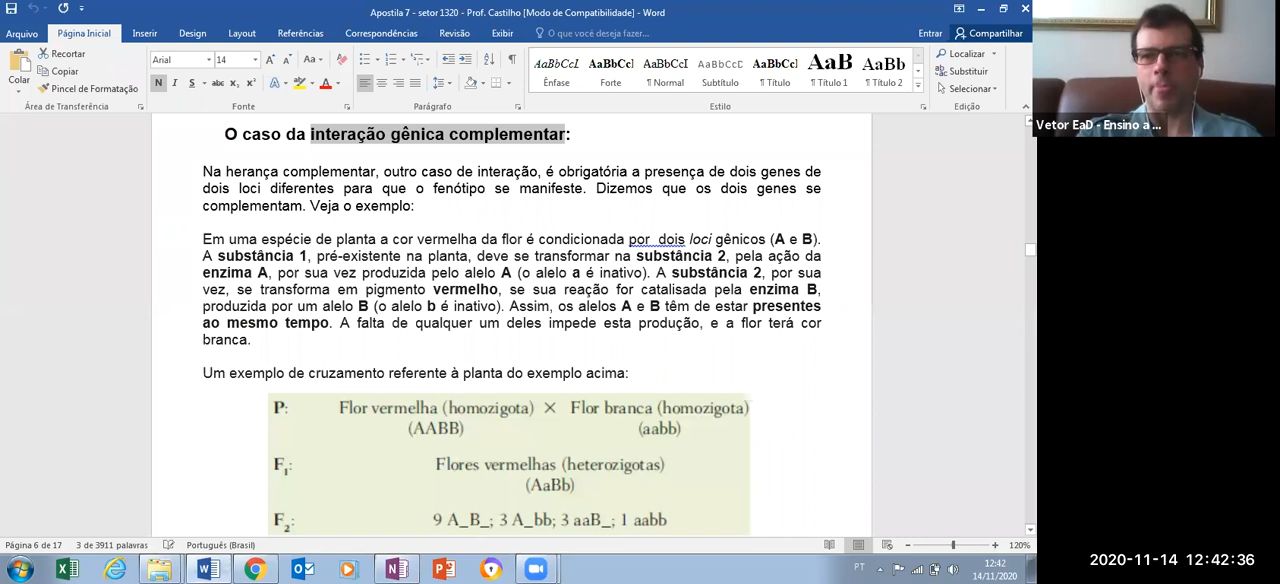 Apostila 7 - setor 1320 - Prof. Castilho [Modo de Compatibilidade] - Word
Arquivo Página Inicial Inserir Design Layout Referências Correspondências Revisão Exibir O que você deseja fazer... Entrar Compartilhar
Colar
Recortar
Copiar
Pincel de Formatação
Área de Transferência
Arial 14
N I S abc x₂ x²
Fonte
Parágrafo
AaBbCcL AaBbCc AaBbCcI AaBbCcC AaBbCcI AaB AaBb
Ênfase Forte ¶ Normal Subtítulo ¶ Título ¶ Título 1 ¶ Título 2
Estilo
Localizar
Substituir
Selecionar
Edição
Vetor EaD - Ensino a ...
O caso da interação gênica complementar:
Na herança complementar, outro caso de interação, é obrigatória a presença de dois genes de
dois loci diferentes para que o fenótipo se manifeste. Dizemos que os dois genes se
complementam. Veja o exemplo:
Em uma espécie de planta a cor vermelha da flor é condicionada por dois loci gênicos (A e B).
A substância 1, pré-existente na planta, deve se transformar na substância 2, pela ação da
enzima A, por sua vez produzida pelo alelo A (o alelo a é inativo). A substância 2, por sua
vez, se transforma em pigmento vermelho, se sua reação for catalisada pela enzima B,
produzida por um alelo B (o alelo b é inativo). Assim, os alelos A e B têm de estar presentes
ao mesmo tempo. A falta de qualquer um deles impede esta produção, e a flor terá cor
branca.
Um exemplo de cruzamento referente à planta do exemplo acima:
P: Flor vermelha (homozigota) × Flor branca (homozigota)
(AABB) (aabb)
F₁: Flores vermelhas (heterozigotas)
(AaBb)
F₂: 9 A_B_; 3 A_bb; 3 aaB_; 1 aabb
Página 6 de 17 3 de 3911 palavras Português (Brasil) 120%
PT 12:42
14/11/2020
2020-11-14 12:42:36